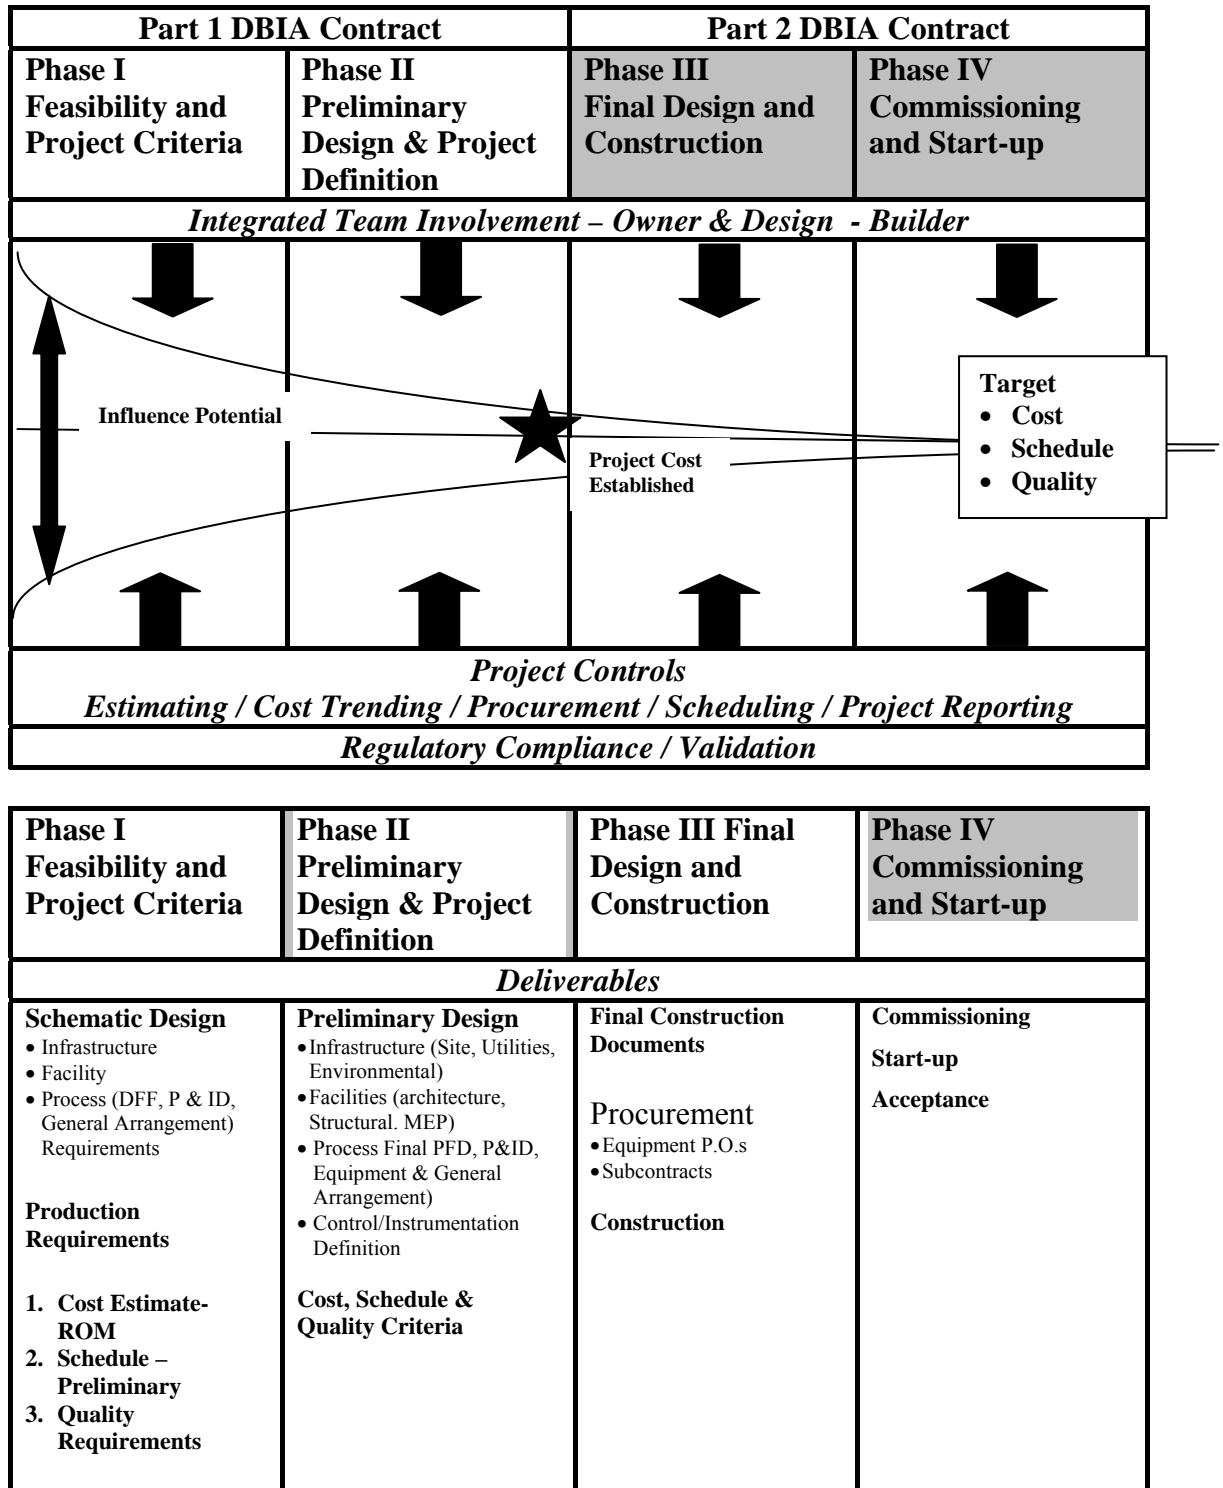 Part 1 DBIA Contract
Part 2 DBIA Contract
Phase I
Feasibility and
Project Criteria
Phase II
Preliminary
Design & Project
Definition
Phase III
Final Design and
Construction
Phase IV
Commissioning
and Start-up
Integrated Team Involvement – Owner & Design - Builder
Influence Potential
Project Cost
Established
Target
• Cost
• Schedule
• Quality
Project Controls
Estimating / Cost Trending / Procurement / Scheduling / Project Reporting
Regulatory Compliance / Validation
Phase I
Feasibility and
Project Criteria
Phase II
Preliminary
Design & Project
Definition
Phase III Final
Design and
Construction
Phase IV
Commissioning
and Start-up
Deliverables
Schematic Design
• Infrastructure
• Facility
• Process (DFF, P & ID,
General Arrangement)
Requirements
Production
Requirements
1. Cost Estimate-
ROM
2. Schedule –
Preliminary
3. Quality
Requirements
Preliminary Design
• Infrastructure (Site, Utilities,
Environmental)
• Facilities (architecture,
Structural. MEP)
• Process Final PFD, P&ID,
Equipment & General
Arrangement)
• Control/Instrumentation
Definition
Cost, Schedule &
Quality Criteria
Final Construction
Documents
Procurement
• Equipment P.O.s
• Subcontracts
Construction
Commissioning
Start-up
Acceptance